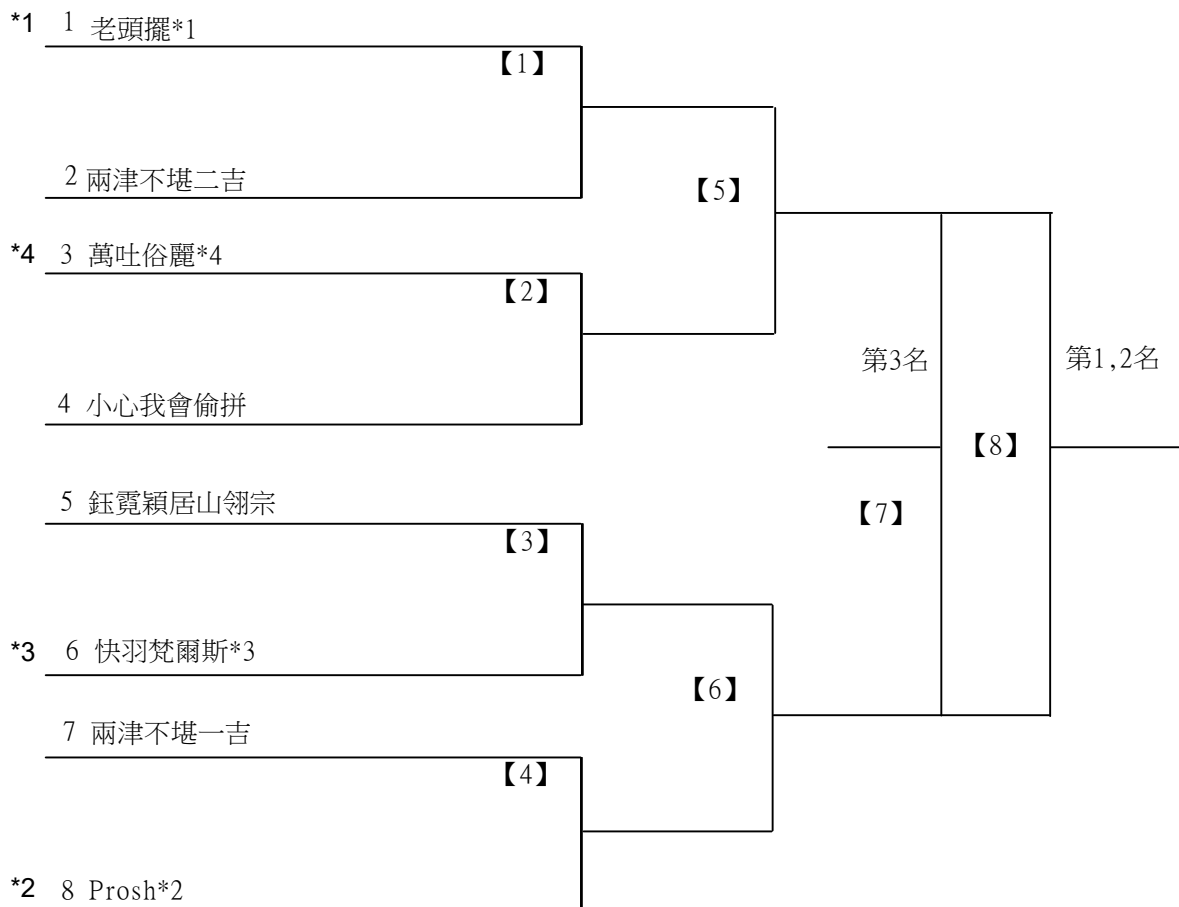 *1 1 老頭擺*1
【1】
2 兩津不堪二吉
【5】
*4 3 萬吐俗麗*4
【2】
第3名
第1,2名
4 小心我會偷拼
【8】
5 鈺霓穎居山翎宗
【7】
【3】
*3 6 快羽梵爾斯*3
【6】
7 兩津不堪一吉
【4】
*2 8 Prosh*2